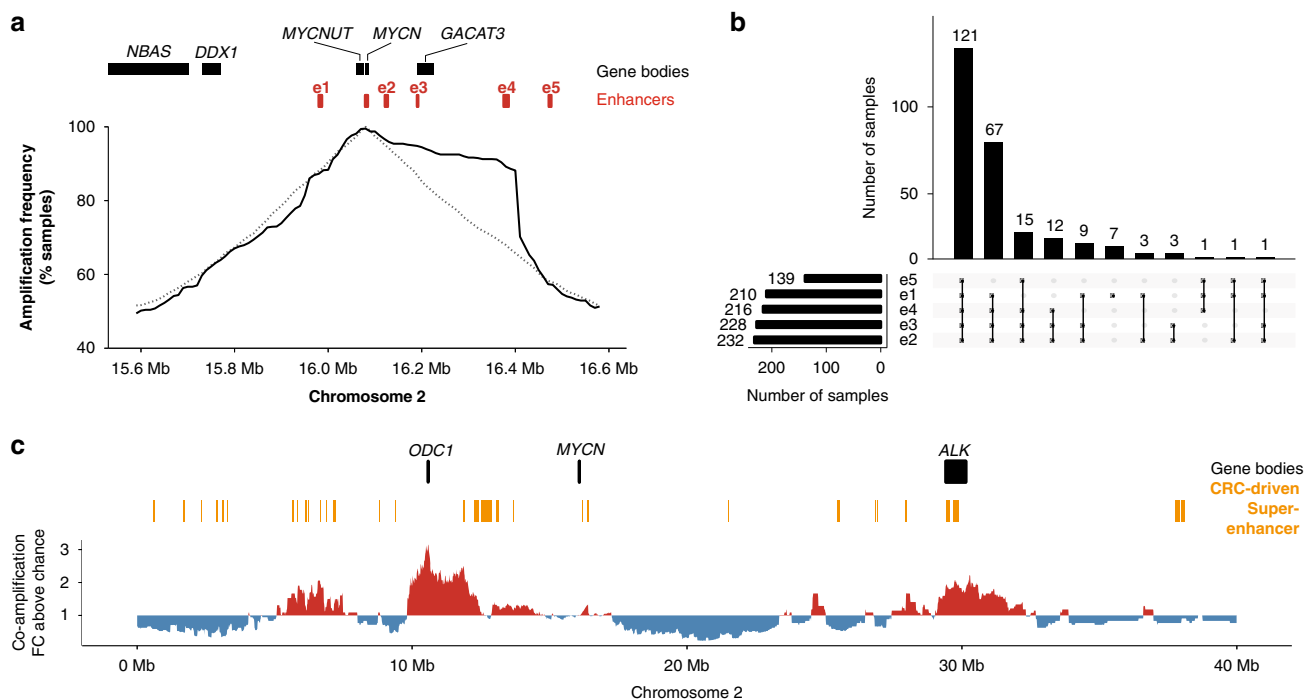 a
NBAS
DDX1
MYCNUT
MYCN
GACAT3
Gene bodies
e1
e2
e3
e4
e5
Enhancers
Amplification frequency
(% samples)
100
80
60
40
15.6 Mb
15.8 Mb
16.0 Mb
16.2 Mb
16.4 Mb
16.6 Mb
Chromosome 2
b
Number of samples
100
50
0
121
67
15
12
9
7
3
3
1
1
1
139
e5
210
e1
216
e4
228
e3
232
e2
200
100
0
Number of samples
c
ODC1
MYCN
ALK
Gene bodies
CRC-driven
Super-
enhancer
Co-amplification
FC above chance
3
2
1
0 Mb
10 Mb
20 Mb
30 Mb
40 Mb
Chromosome 2